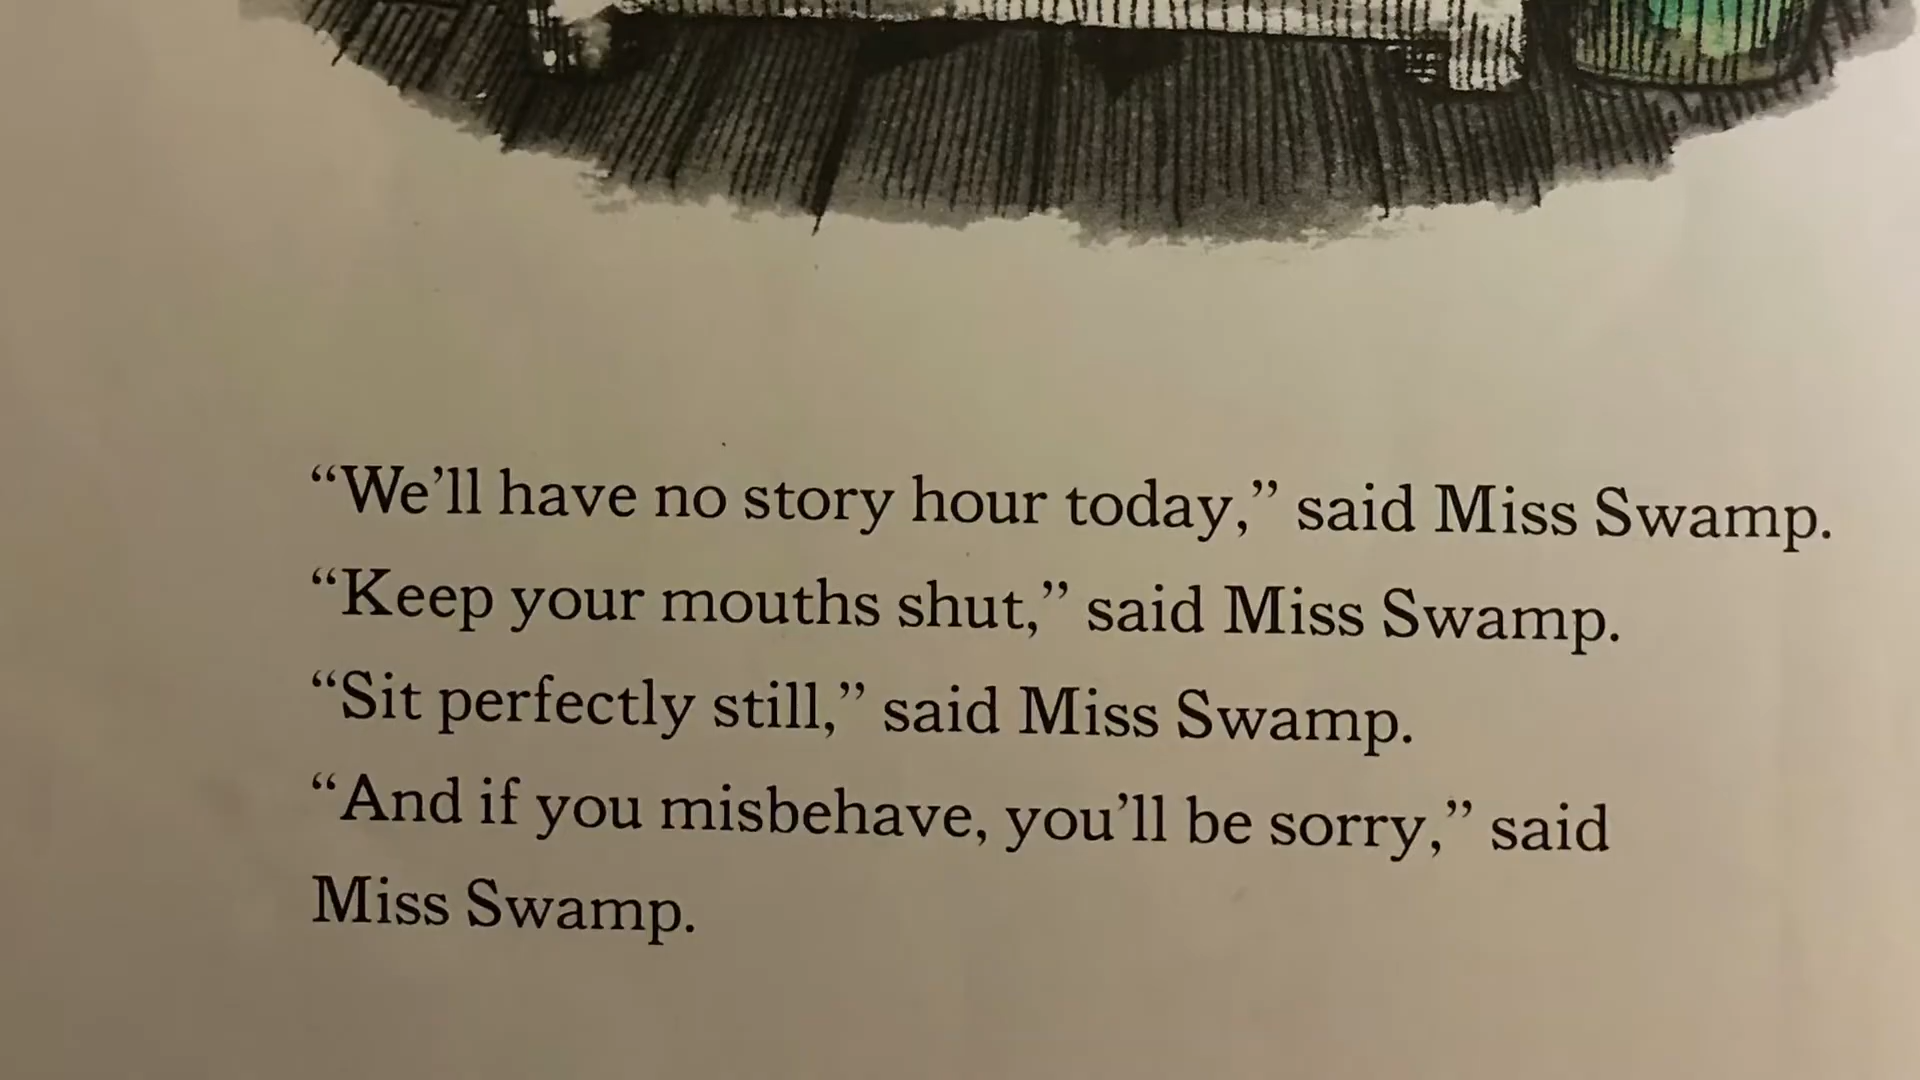 “We’ll have no story hour today,” said Miss Swamp.
“Keep your mouths shut,” said Miss Swamp.
“Sit perfectly still,” said Miss Swamp.
“And if you misbehave, you’ll be sorry,” said
Miss Swamp.